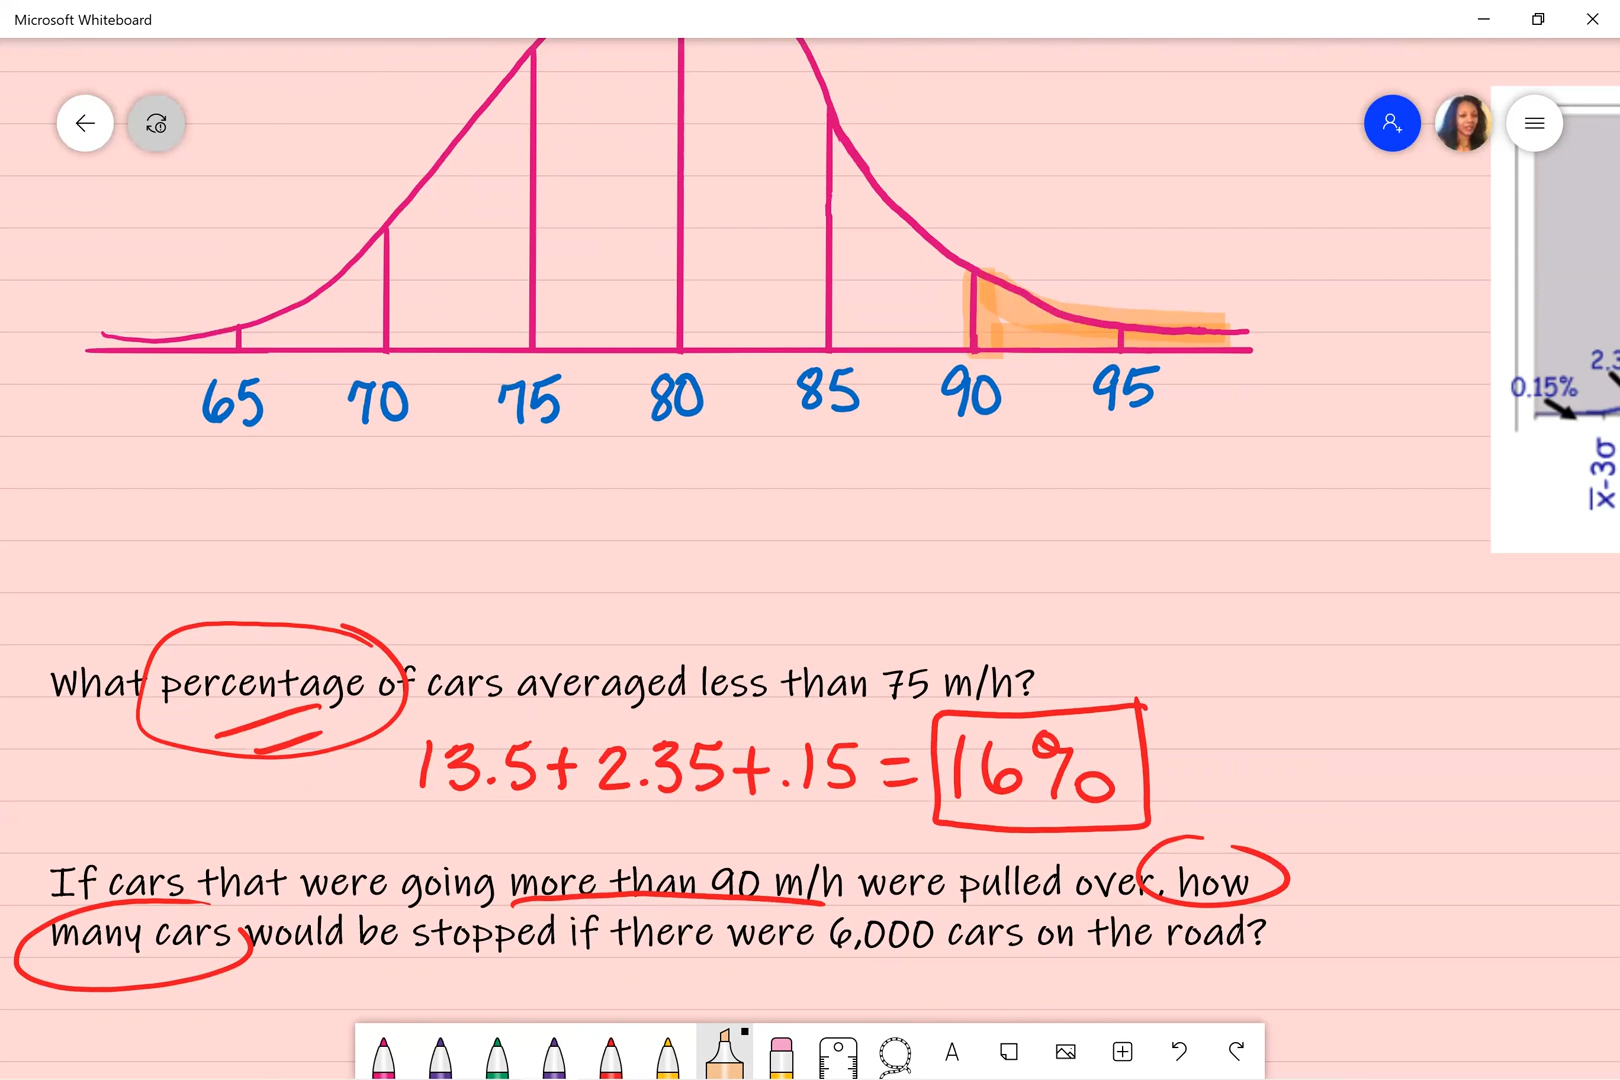 Microsoft Whiteboard
65 70 75 80 85 90 95
0.15%
2.3
x̅-3σ
What percentage of cars averaged less than 75 m/h?
13.5+ 2.35+.15 = 16%
If cars that were going more than 90 m/h were pulled over, how
many cars would be stopped if there were 6,000 cars on the road?
A